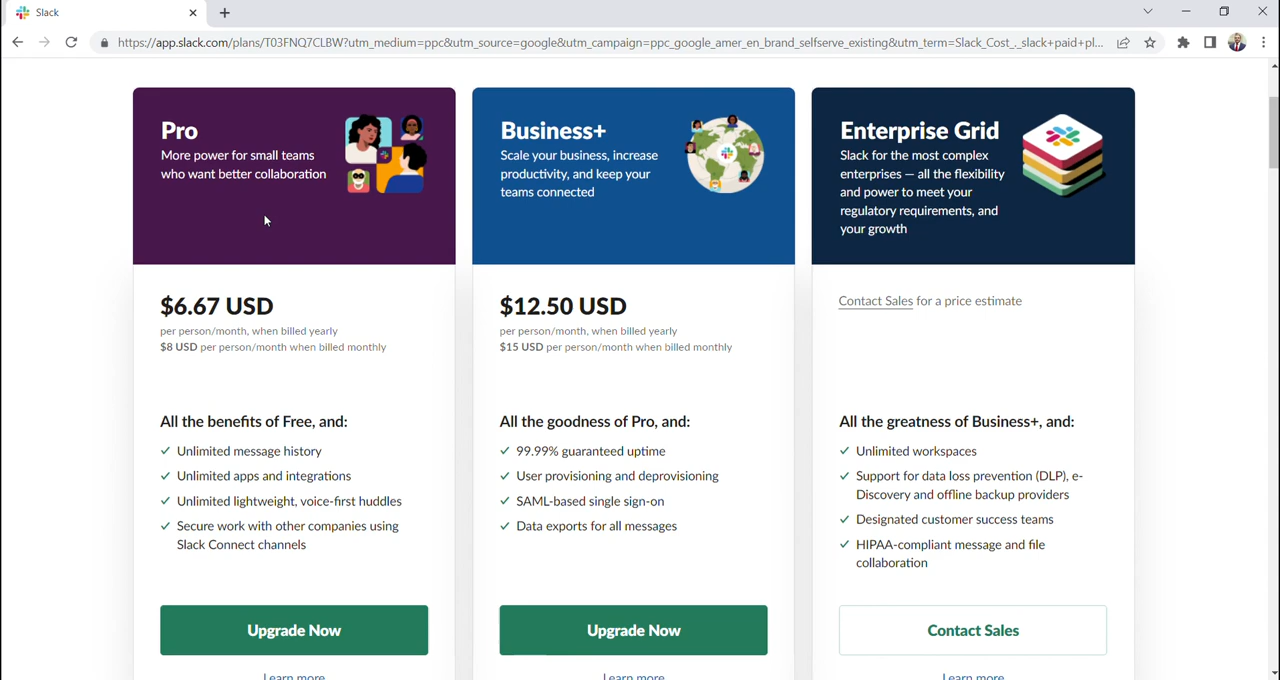 Slack
https://app.slack.com/plans/T03FNQ7CLBW?utm_medium=ppc&utm_source=google&utm_campaign=ppc_google_amer_en_brand_selfserve_existing&utm_term=Slack_Cost_._slack+paid+pl...
Pro
More power for small teams
who want better collaboration
$6.67 USD
per person/month, when billed yearly
$8 USD per person/month when billed monthly
All the benefits of Free, and:
Unlimited message history
Unlimited apps and integrations
Unlimited lightweight, voice-first huddles
Secure work with other companies using
Slack Connect channels
Upgrade Now
Learn more
Business+
Scale your business, increase
productivity, and keep your
teams connected
$12.50 USD
per person/month, when billed yearly
$15 USD per person/month when billed monthly
All the goodness of Pro, and:
99.99% guaranteed uptime
User provisioning and deprovisioning
SAML-based single sign-on
Data exports for all messages
Upgrade Now
Learn more
Enterprise Grid
Slack for the most complex
enterprises — all the flexibility
and power to meet your
regulatory requirements, and
your growth
Contact Sales for a price estimate
All the greatness of Business+, and:
Unlimited workspaces
Support for data loss prevention (DLP), e-
Discovery and offline backup providers
Designated customer success teams
HIPAA-compliant message and file
collaboration
Contact Sales
Learn more